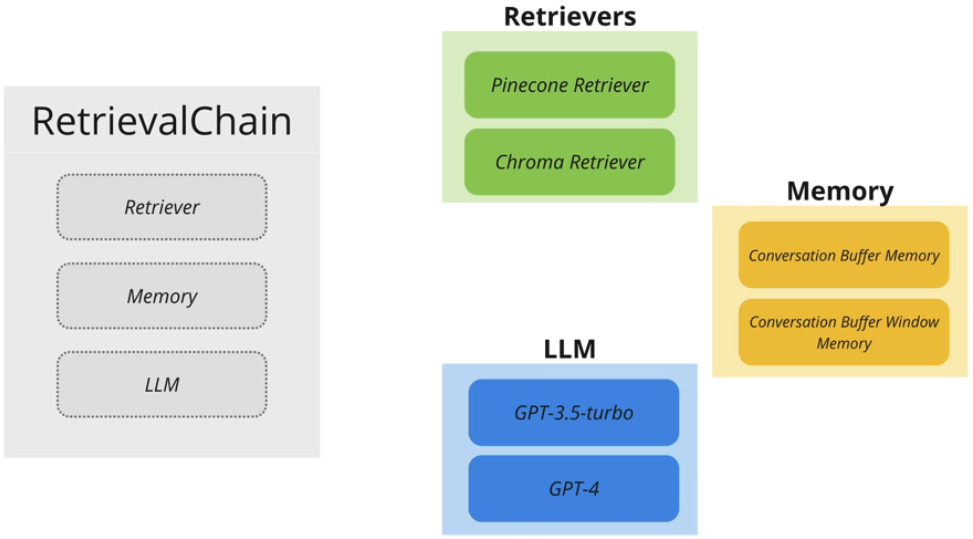 RetrievalChain
Retriever
Memory
LLM
Retrievers
Pinecone Retriever
Chroma Retriever
Memory
Conversation Buffer Memory
Conversation Buffer Window
Memory
LLM
GPT-3.5-turbo
GPT-4